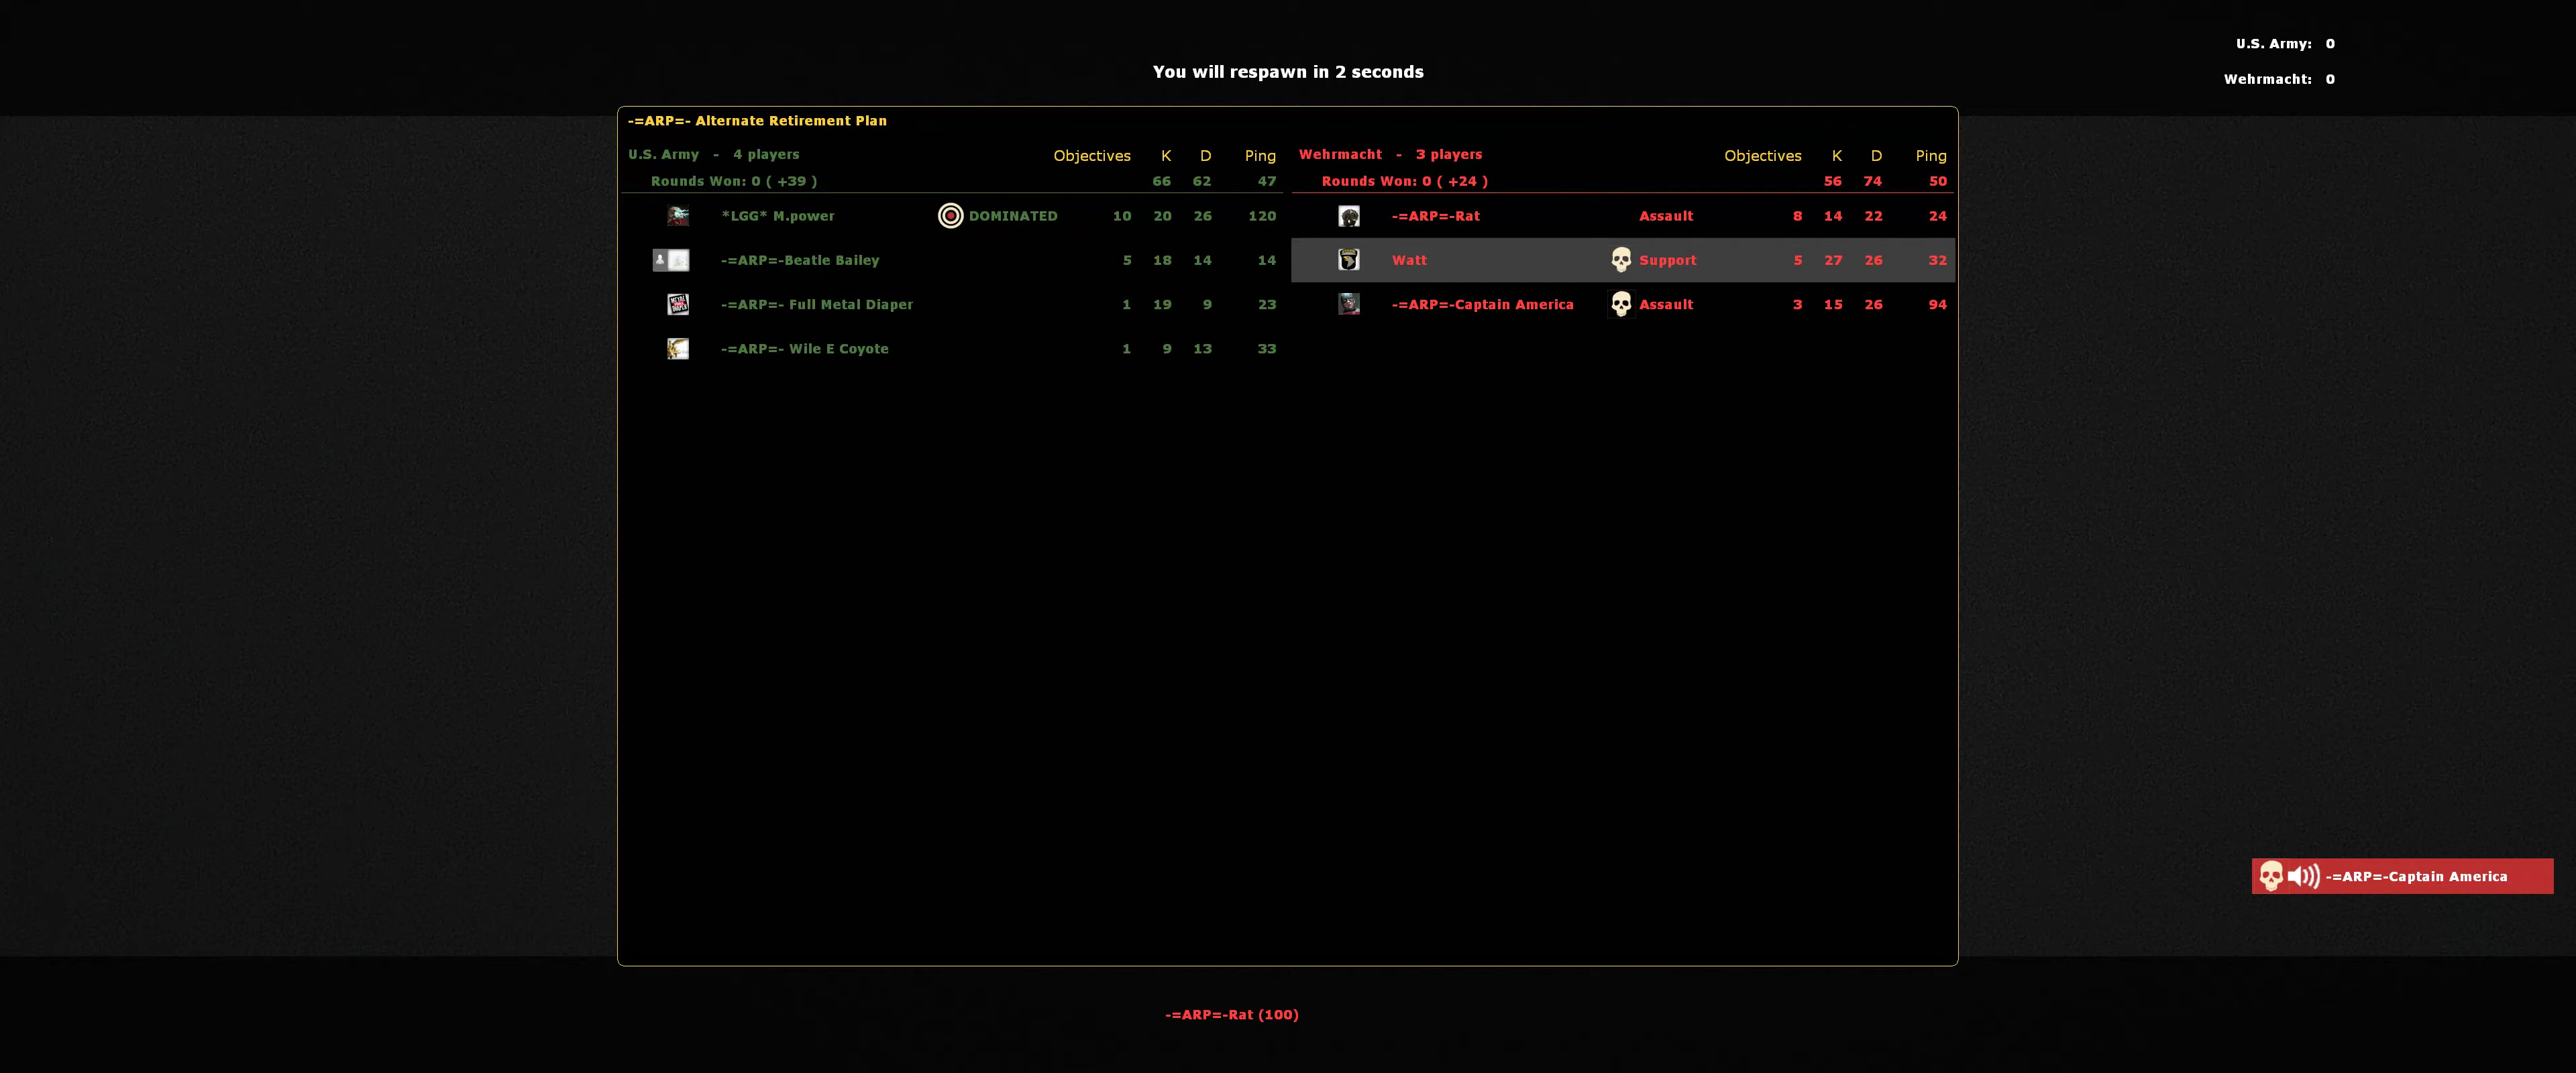 U.S. Army: 0
You will respawn in 2 seconds
Wehrmacht: 0
-=ARP=- Alternate Retirement Plan
U.S. Army - 4 players Objectives K D Ping
Rounds Won: 0 ( +39 ) 66 62 47
*LGG* M.power DOMINATED 10 20 26 120
-=ARP=-Beatle Bailey 5 18 14 14
-=ARP=- Full Metal Diaper 1 19 9 23
-=ARP=- Wile E Coyote 1 9 13 33
Wehrmacht - 3 players Objectives K D Ping
Rounds Won: 0 ( +24 ) 56 74 50
-=ARP=-Rat Assault 8 14 22 24
Watt Support 5 27 26 32
-=ARP=-Captain America Assault 3 15 26 94
-=ARP=-Captain America
-=ARP=-Rat (100)